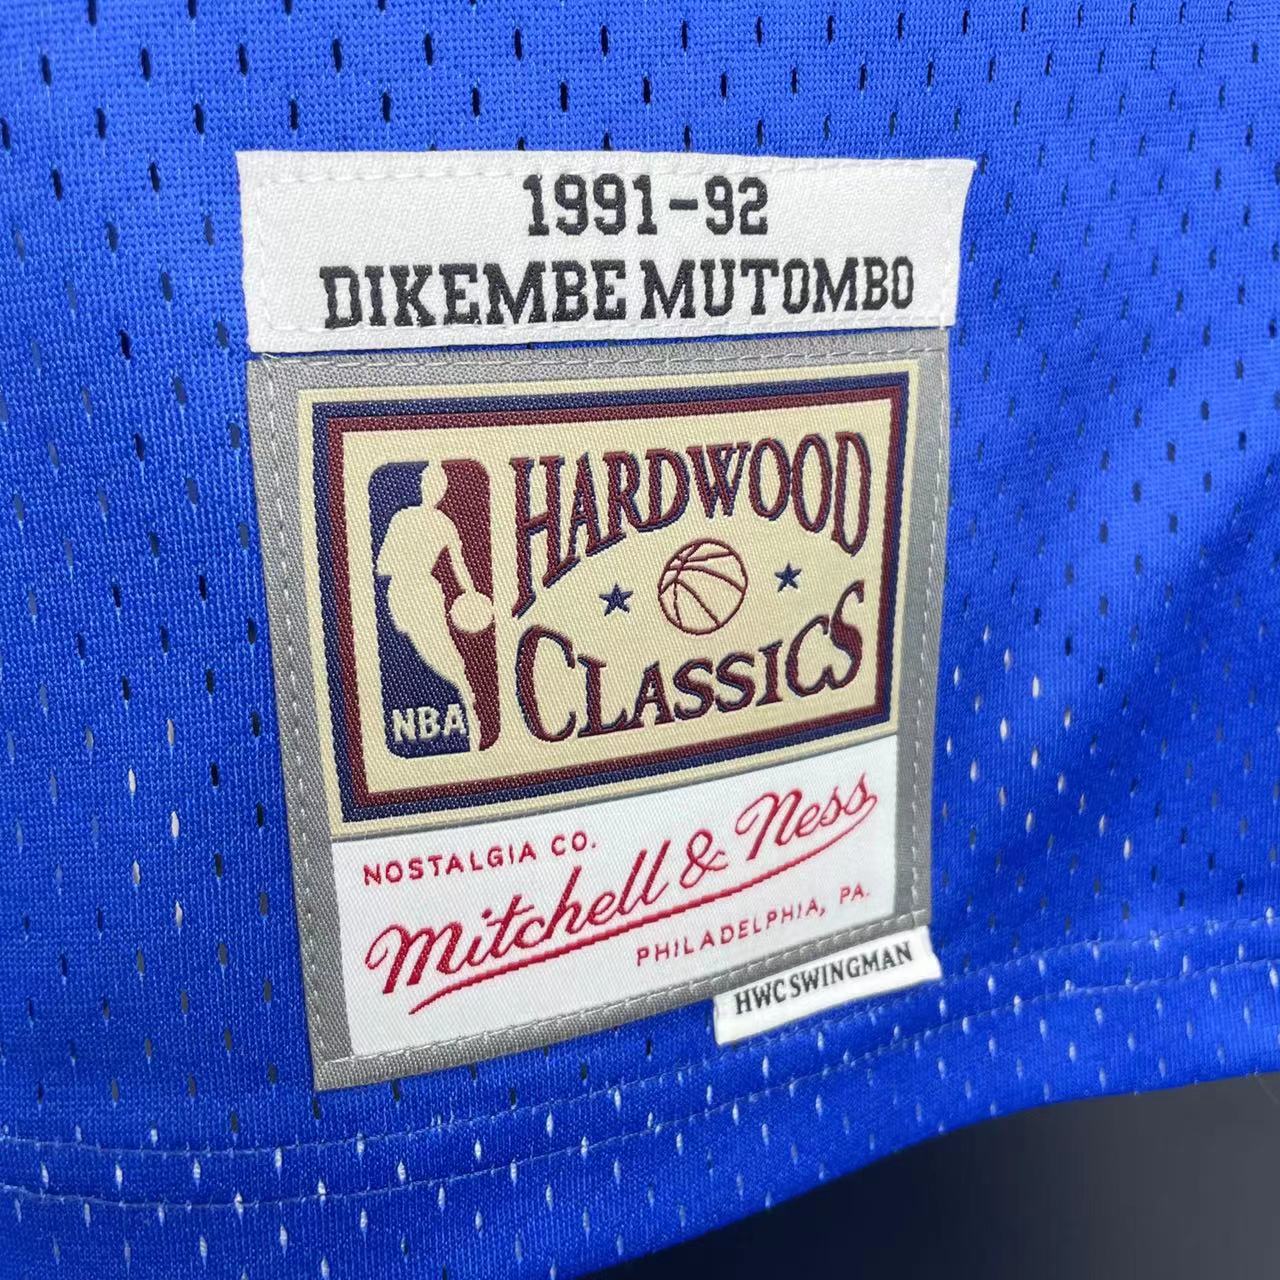 1991-92
DIKEMBE MUTOMBO
HARDWOOD
CLASSICS
NBA
NOSTALGIA CO.
Mitchell & Ness
PHILADELPHIA, PA.
HWC SWINGMAN